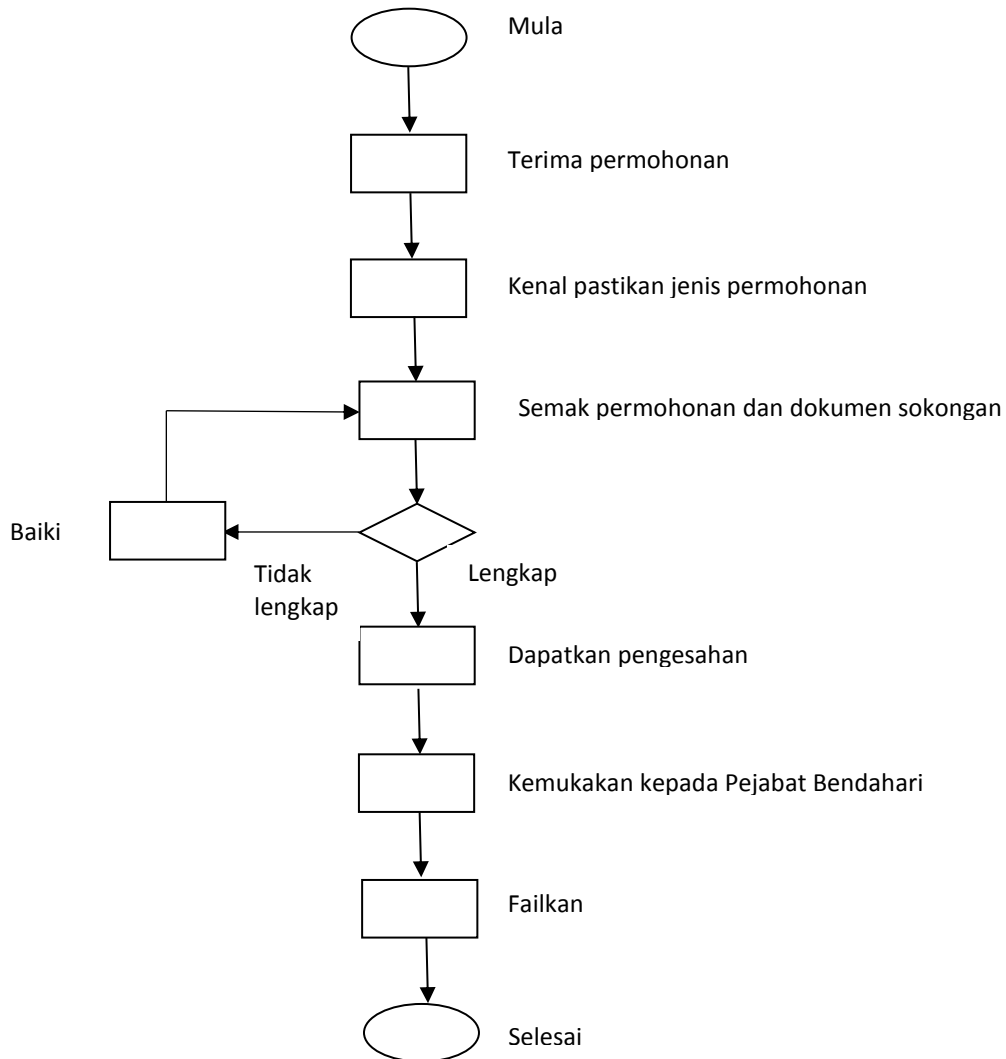 Mula
Terima permohonan
Kenal pastikan jenis permohonan
Semak permohonan dan dokumen sokongan
Baiki
Tidak
lengkap
Lengkap
Dapatkan pengesahan
Kemukakan kepada Pejabat Bendahari
Failkan
Selesai